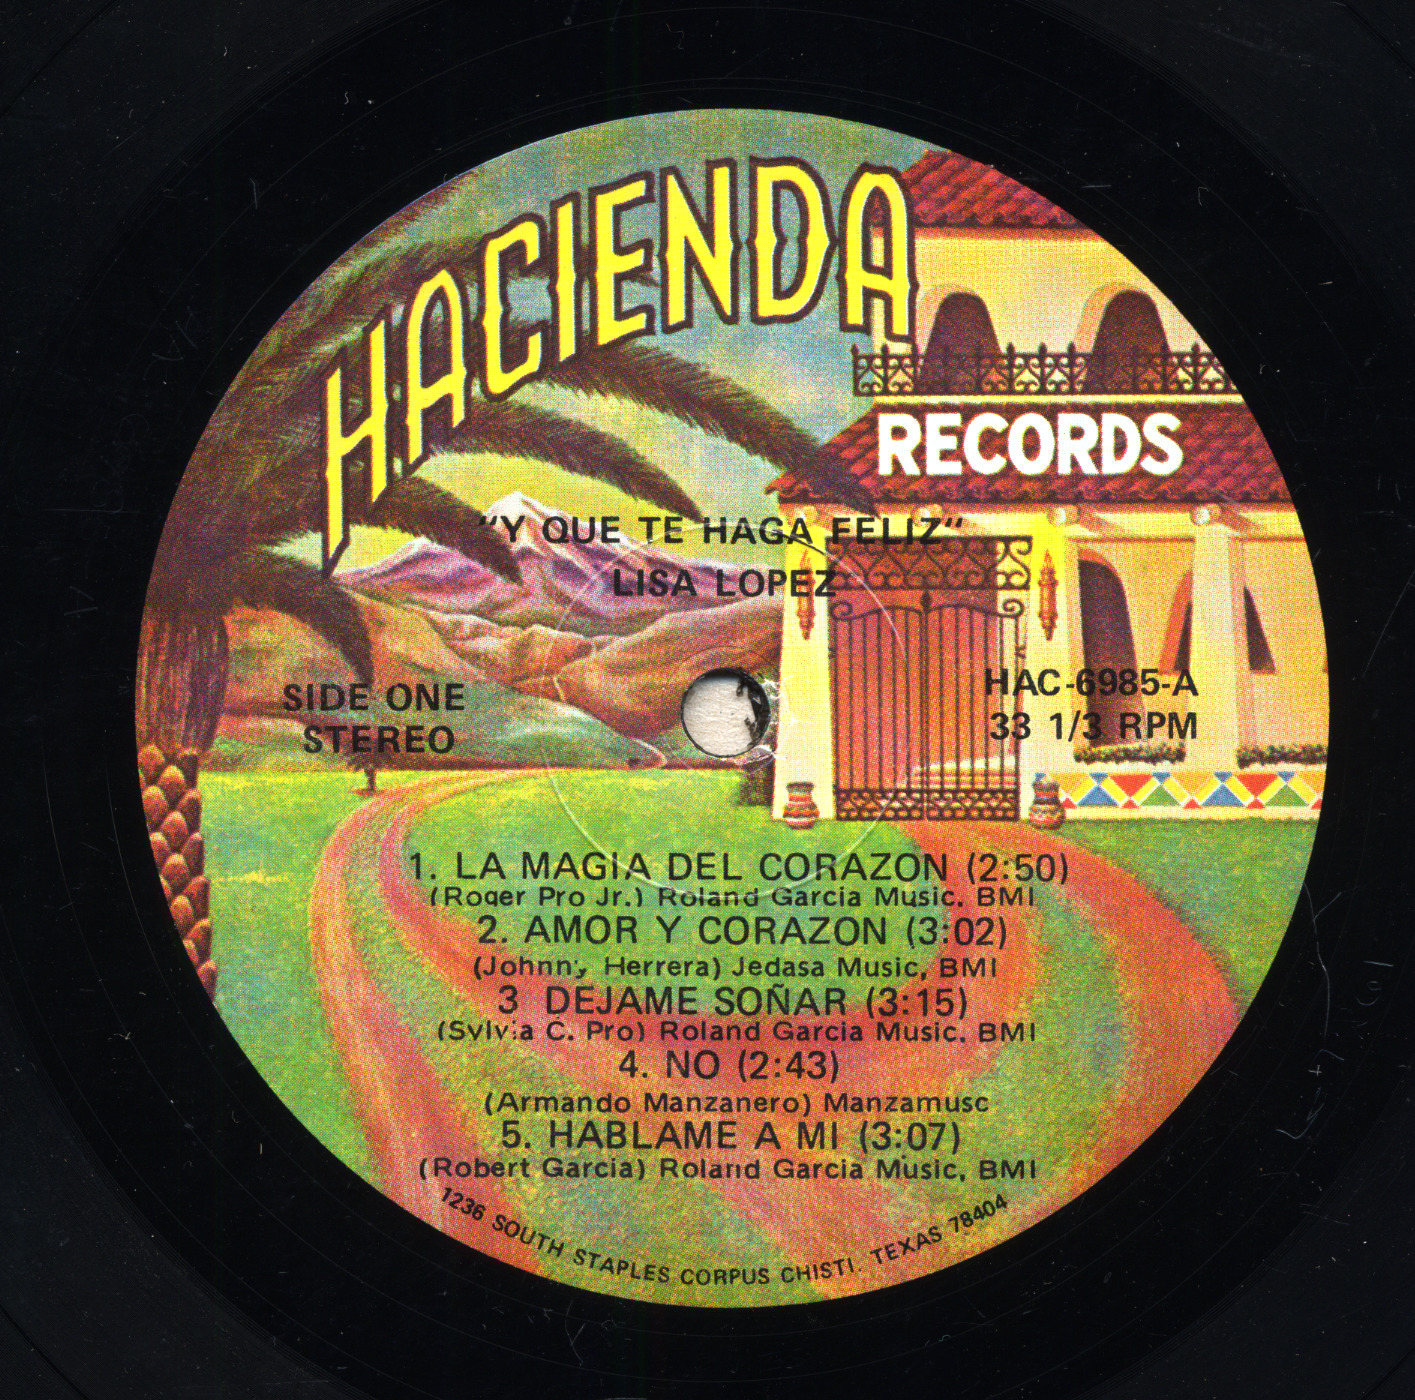 HACIENDA
RECORDS
"Y QUE TE HAGA FELIZ"
LISA LOPEZ
SIDE ONE
STEREO
HAC-6985-A
33 1/3 RPM
1. LA MAGIA DEL CORAZON (2:50)
(Roger Pro Jr.) Roland Garcia Music. BMI
2. AMOR Y CORAZON (3:02)
(Johnny Herrera) Jedasa Music, BMI
3 DEJAME SOÑAR (3:15)
(Sylvia C. Pro) Roland Garcia Music. BMI
4. NO (2:43)
(Armando Manzanero) Manzamusc
5. HABLAME A MI (3:07)
(Robert Garcia) Roland Garcia Music, BMI
1236 SOUTH STAPLES CORPUS CHISTI. TEXAS 78404